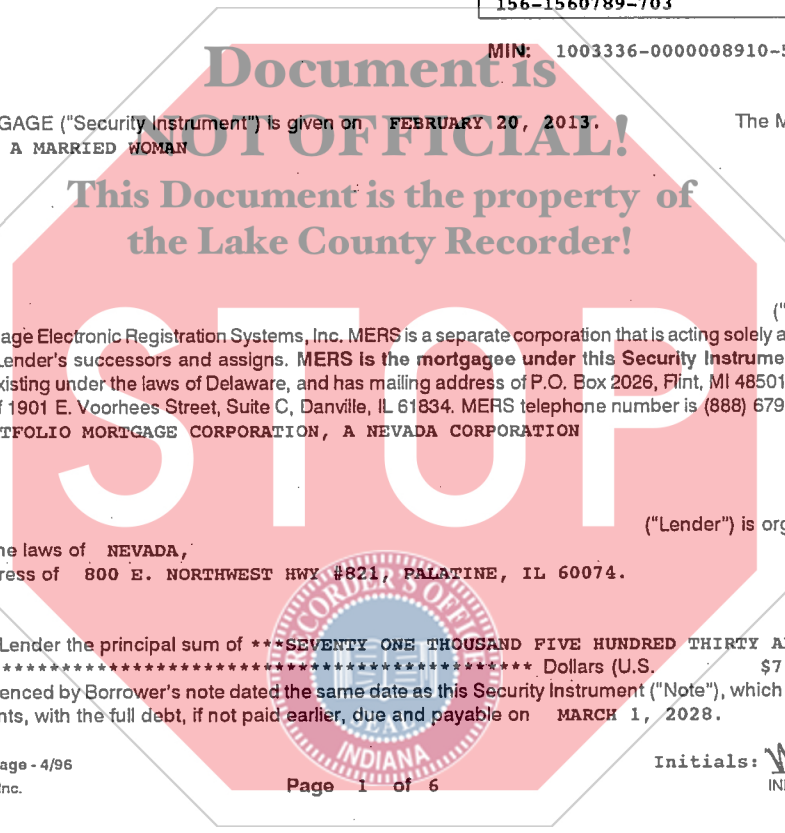 156-1560789-703
MIN: 1003336-0000008910-5
Document is
GAGE ("Security Instrument") is given on FEBRUARY 20, 2013. The M
NOT OFFICIAL!
A MARRIED WOMAN
This Document is the property of
the Lake County Recorder!
("
age Electronic Registration Systems, Inc. MERS is a separate corporation that is acting solely a
Lender's successors and assigns. MERS is the mortgagee under this Security Instrume
xisting under the laws of Delaware, and has mailing address of P.O. Box 2026, Flint, MI 48501
f 1901 E. Voorhees Street, Suite C, Danville, IL 61834. MERS telephone number is (888) 679
TFOLIO MORTGAGE CORPORATION, A NEVADA CORPORATION
STOP
("Lender") is org
he laws of NEVADA,
ress of 800 E. NORTHWEST HWY #821, PALATINE, IL 60074.
RECORDER'S OFFICE
Lender the principal sum of ***SEVENTY ONE THOUSAND FIVE HUNDRED THIRTY A
******************************************* Dollars (U.S. $7
enced by Borrower's note dated the same date as this Security Instrument ("Note"), which
nts, with the full debt, if not paid earlier, due and payable on MARCH 1, 2028.
SEAL
INDIANA
age - 4/96
Initials:
nc.
Page 1 of 6
IN